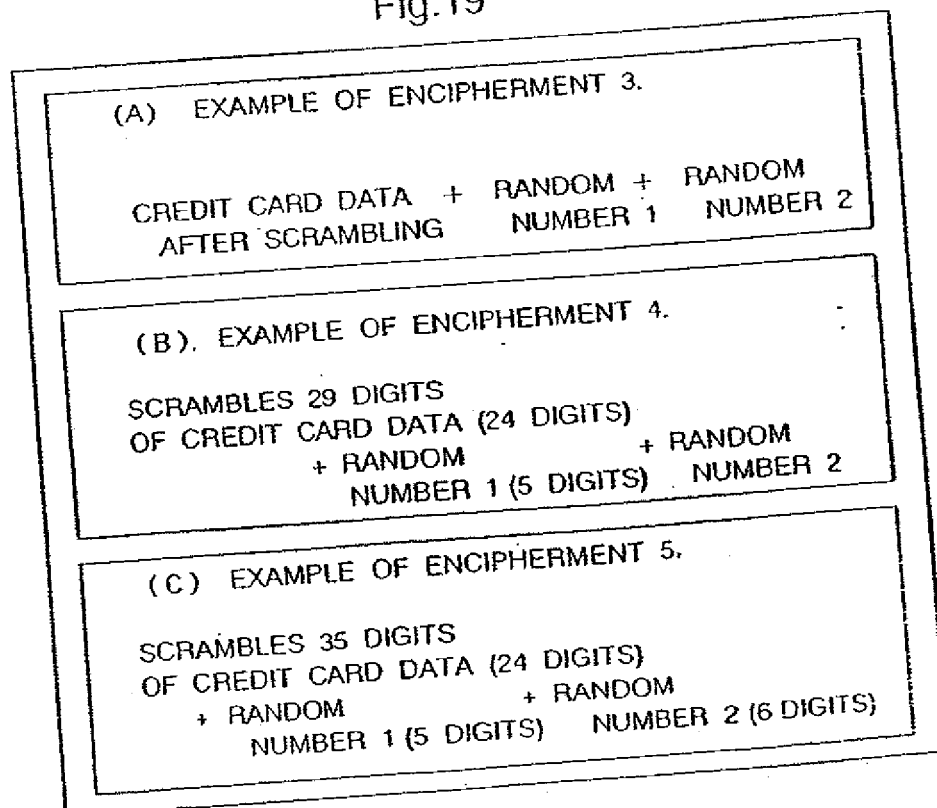 Fig.19
(A) EXAMPLE OF ENCIPHERMENT 3.
CREDIT CARD DATA + RANDOM + RANDOM
AFTER SCRAMBLING NUMBER 1 NUMBER 2
(B). EXAMPLE OF ENCIPHERMENT 4.
SCRAMBLES 29 DIGITS
OF CREDIT CARD DATA (24 DIGITS)
+ RANDOM + RANDOM
NUMBER 1 (5 DIGITS) NUMBER 2
(C) EXAMPLE OF ENCIPHERMENT 5.
SCRAMBLES 35 DIGITS
OF CREDIT CARD DATA (24 DIGITS)
+ RANDOM + RANDOM
NUMBER 1 (5 DIGITS) NUMBER 2 (6 DIGITS)